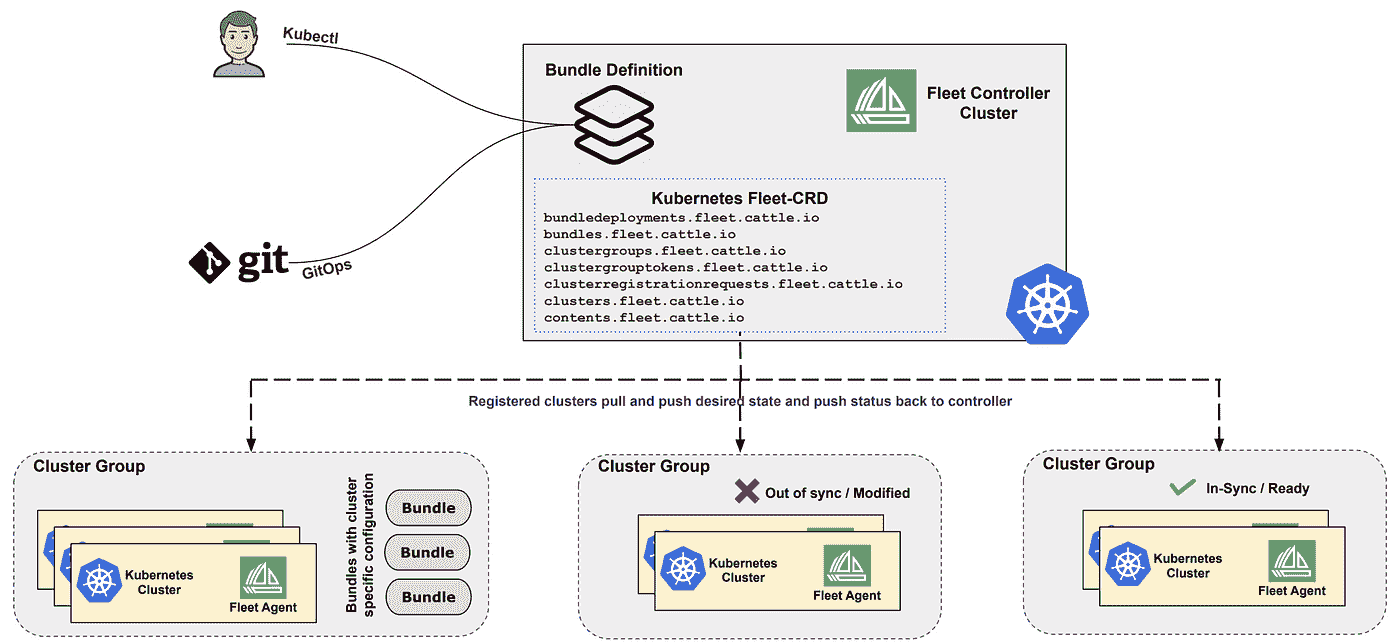 Kubectl
Bundle Definition
Fleet Controller
Cluster
Kubernetes Fleet-CRD
bundledeployments.fleet.cattle.io
bundles.fleet.cattle.io
clustergroups.fleet.cattle.io
clustergrouptokens.fleet.cattle.io
clusterregistrationrequests.fleet.cattle.io
clusters.fleet.cattle.io
contents.fleet.cattle.io
git
GitOps
Registered clusters pull and push desired state and push status back to controller
Cluster Group
Kubernetes
Cluster
Fleet Agent
Bundles with cluster
specific configuration
Bundle
Bundle
Bundle
Cluster Group
Out of sync / Modified
Kubernetes
Cluster
Fleet Agent
Cluster Group
In-Sync / Ready
Kubernetes
Cluster
Fleet Agent